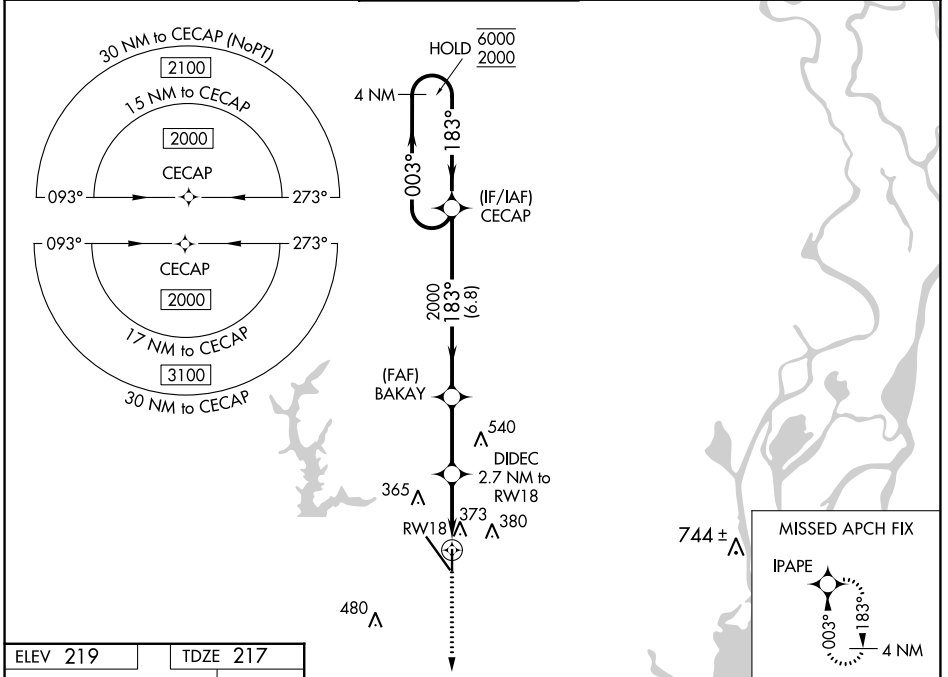 30 NM to CECAP (NoPT)
2100
15 NM to CECAP
2000
CECAP
093°
273°
093°
273°
CECAP
2000
17 NM to CECAP
3100
30 NM to CECAP
HOLD
6000
2000
4 NM
183°
003°
(IF/IAF)
CECAP
2000
183°
(6.8)
(FAF)
BAKAY
540
DIDEC
2.7 NM to
RW18
365
373
380
RW18
744 ±
480
MISSED APCH FIX
IPAPE
003°
183°
4 NM
ELEV 219
TDZE 217